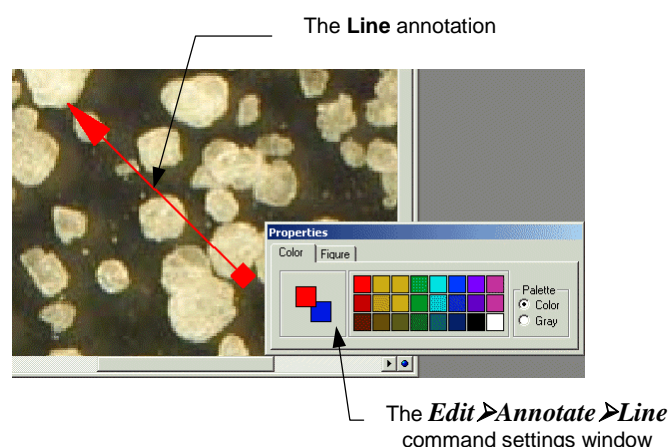 The Line annotation
Properties
Color Figure
Palette
Color
Gray
The Edit ➢Annotate ➢Line
command settings window